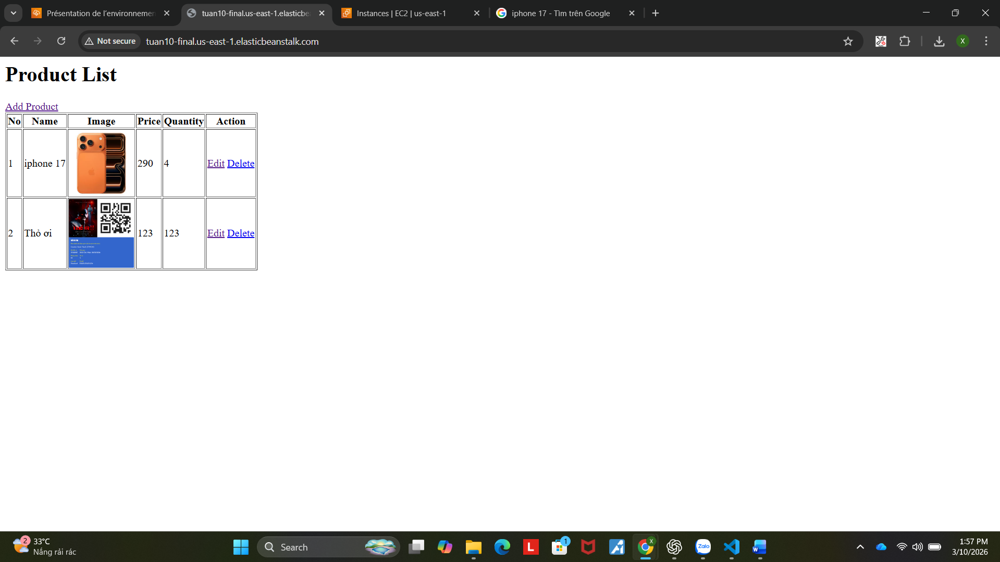 Présentation de l'environnemen
tuan10-final.us-east-1.elasticbe
Instances | EC2 | us-east-1
iphone 17 - Tìm trên Google
Not secure
tuan10-final.us-east-1.elasticbeanstalk.com
X
Product List
Add Product
No Name Image Price Quantity Action
1 iphone 17 290 4 Edit Delete
2 Thỏ ơi 123 123 Edit Delete
2
33°C
Nắng rải rác
Search
L
1
X
Zalo
W
1:57 PM
3/10/2026